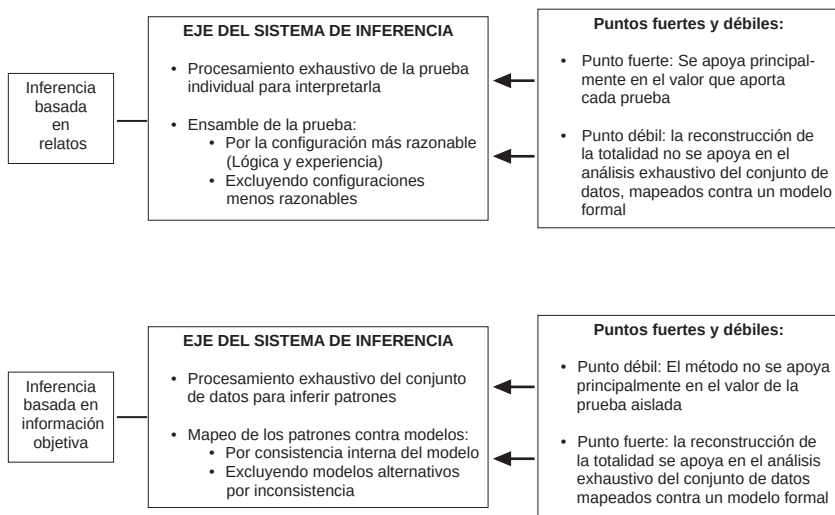 Inferencia
basada
en
relatos
EJE DEL SISTEMA DE INFERENCIA
• Procesamiento exhaustivo de la prueba
individual para interpretarla
• Ensamble de la prueba:
• Por la configuración más razonable
(Lógica y experiencia)
• Excluyendo configuraciones
menos razonables
Puntos fuertes y débiles:
• Punto fuerte: Se apoya principal-
mente en el valor que aporta
cada prueba
• Punto débil: la reconstrucción de
la totalidad no se apoya en el
análisis exhaustivo del conjunto de
datos, mapeados contra un modelo
formal
Inferencia
basada en
información
objetiva
EJE DEL SISTEMA DE INFERENCIA
• Procesamiento exhaustivo del conjunto
de datos para inferir patrones
• Mapeo de los patrones contra modelos:
• Por consistencia interna del modelo
• Excluyendo modelos alternativos
por inconsistencia
Puntos fuertes y débiles:
• Punto débil: El método no se apoya
principalmente en el valor de la
prueba aislada
• Punto fuerte: la reconstrucción de
la totalidad se apoya en el análisis
exhaustivo del conjunto de datos
mapeados contra un modelo formal